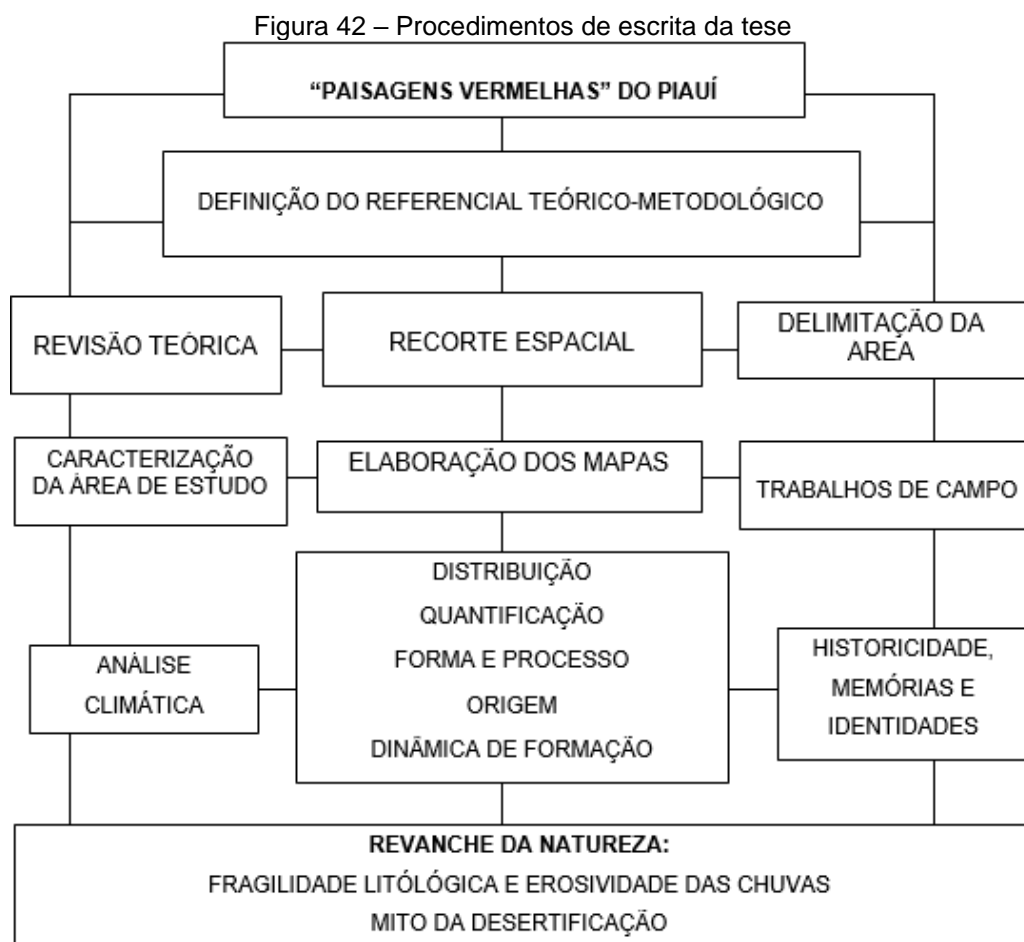 Figura 42 – Procedimentos de escrita da tese
“PAISAGENS VERMELHAS” DO PIAUÍ
DEFINIÇÃO DO REFERENCIAL TEÓRICO-METODOLÓGICO
REVISÃO TEÓRICA
RECORTE ESPACIAL
DELIMITAÇÃO DA
AREA
CARACTERIZAÇÃO
DA ÁREA DE ESTUDO
ELABORAÇÃO DOS MAPAS
TRABALHOS DE CAMPO
ANÁLISE
CLIMÁTICA
DISTRIBUIÇÃO
QUANTIFICAÇÃO
FORMA E PROCESSO
ORIGEM
DINÂMICA DE FORMAÇÃO
HISTORICIDADE,
MEMÓRIAS E
IDENTIDADES
REVANCHE DA NATUREZA:
FRAGILIDADE LITÓLÓGICA E EROSIVIDADE DAS CHUVAS
MITO DA DESERTIFICAÇÃO